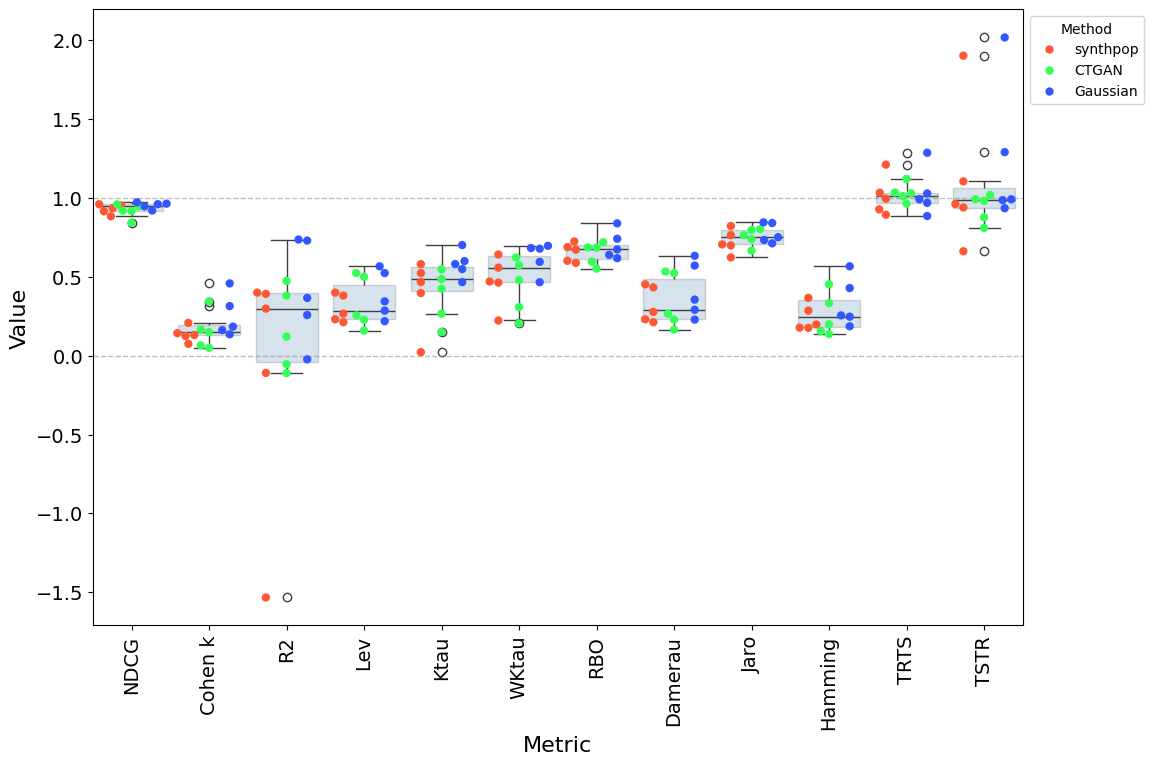 Method
synthpop
CTGAN
Gaussian
Value
2.0
1.5
1.0
0.5
0.0
−0.5
−1.0
−1.5
NDCG
Cohen k
R2
Lev
Ktau
WKtau
RBO
Damerau
Jaro
Hamming
TRTS
TSTR
Metric